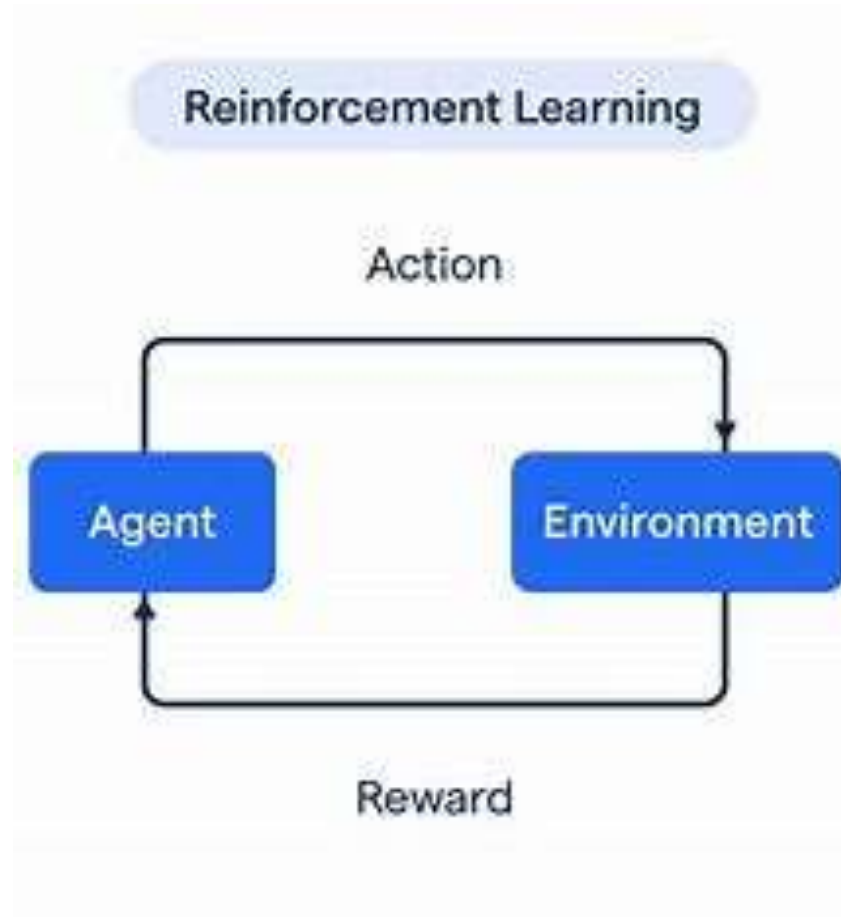 Reinforcement Learning
Action
Agent
Environment
Reward